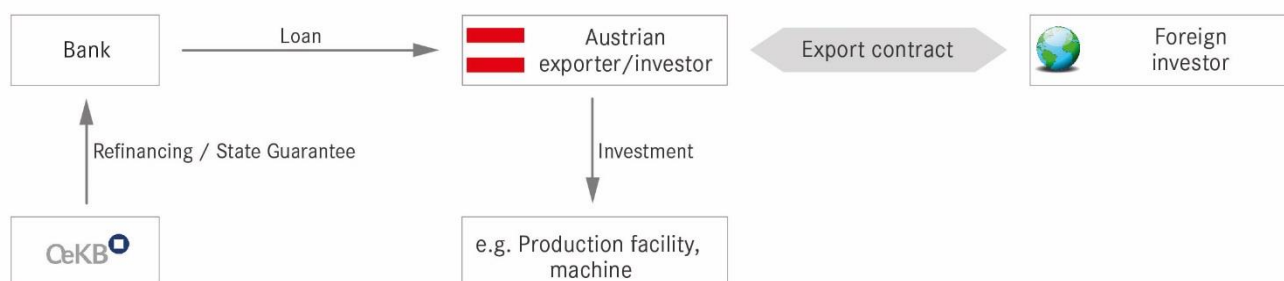 Bank
Loan
Austrian
exporter/investor
Export contract
Foreign
investor
Refinancing / State Guarantee
Investment
OeKB
e.g. Production facility,
machine